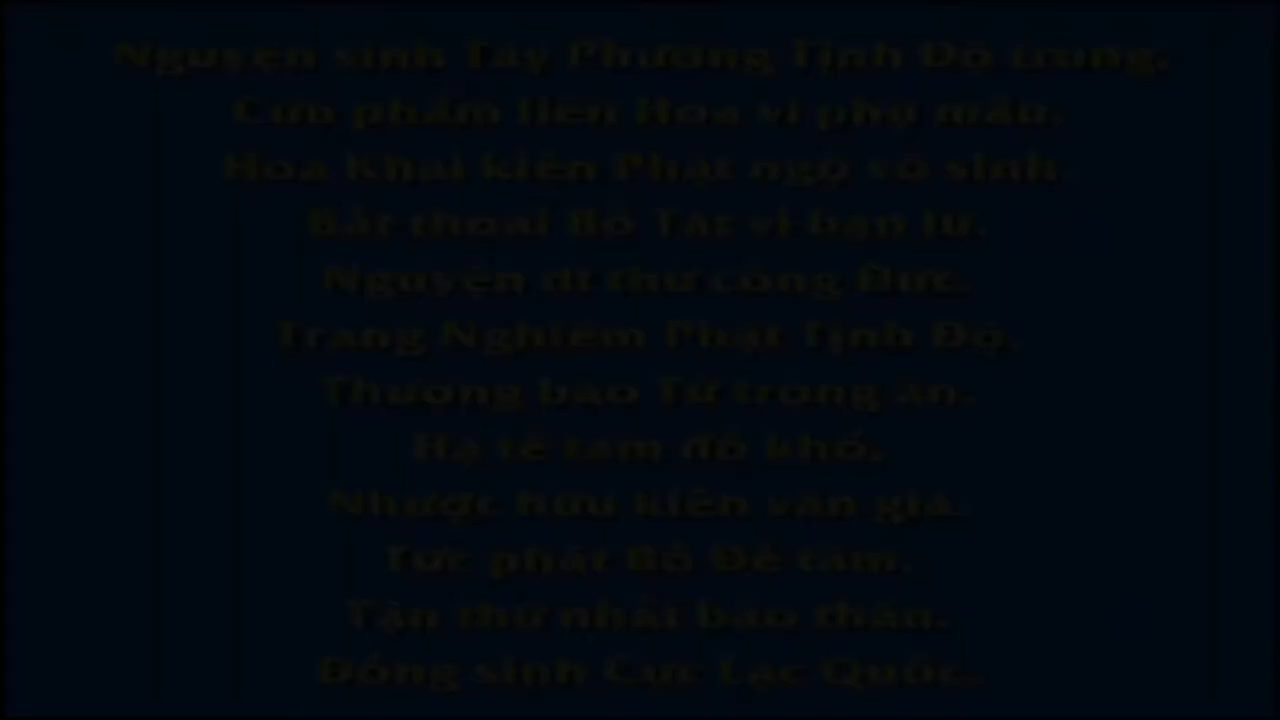 Nguyện sinh Tây Phương Tịnh Độ trung,
Cửu phẩm liên Hoa vi phụ mẫu.
Hoa Khai kiến Phật ngộ vô sinh
Bất thoái Bồ Tát vi bạn lữ.
Nguyện dĩ thử công Đức,
Trang Nghiêm Phật Tịnh Độ,
Thượng báo Tứ trọng ân,
Hạ tế tam đồ khổ,
Nhược hữu kiến văn giả
Tức phát Bồ Đề tâm,
Tận thử nhất báo thân,
Đồng sinh Cực Lạc Quốc.